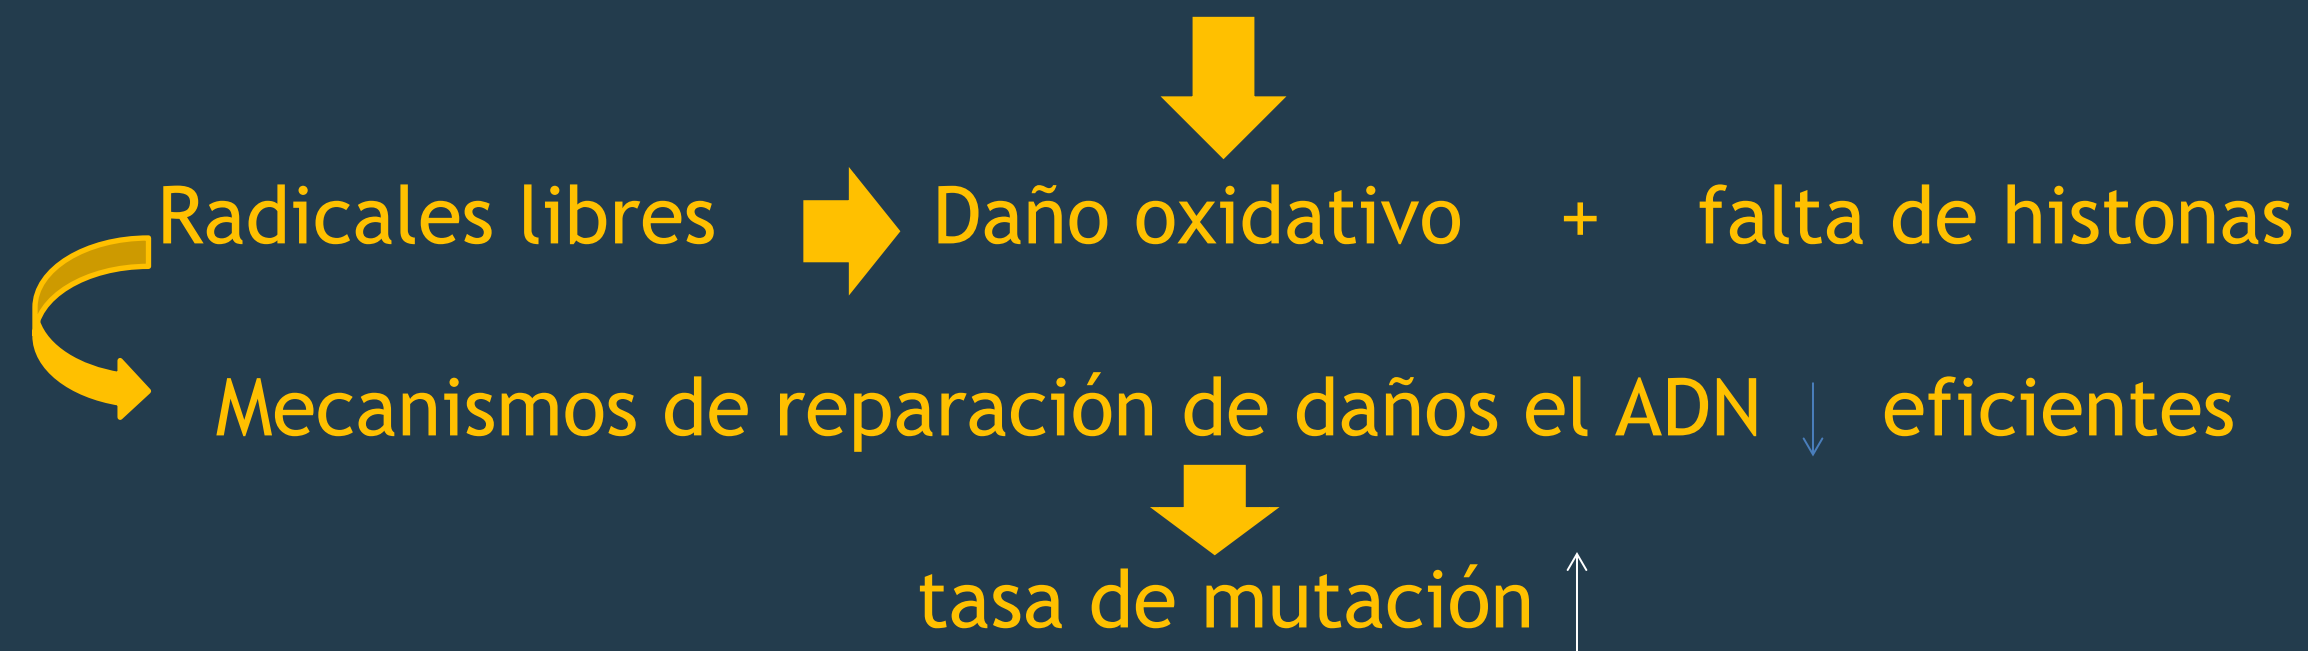 Radicales libres Daño oxidativo + falta de histonas
Mecanismos de reparación de daños el ADN eficientes
tasa de mutación